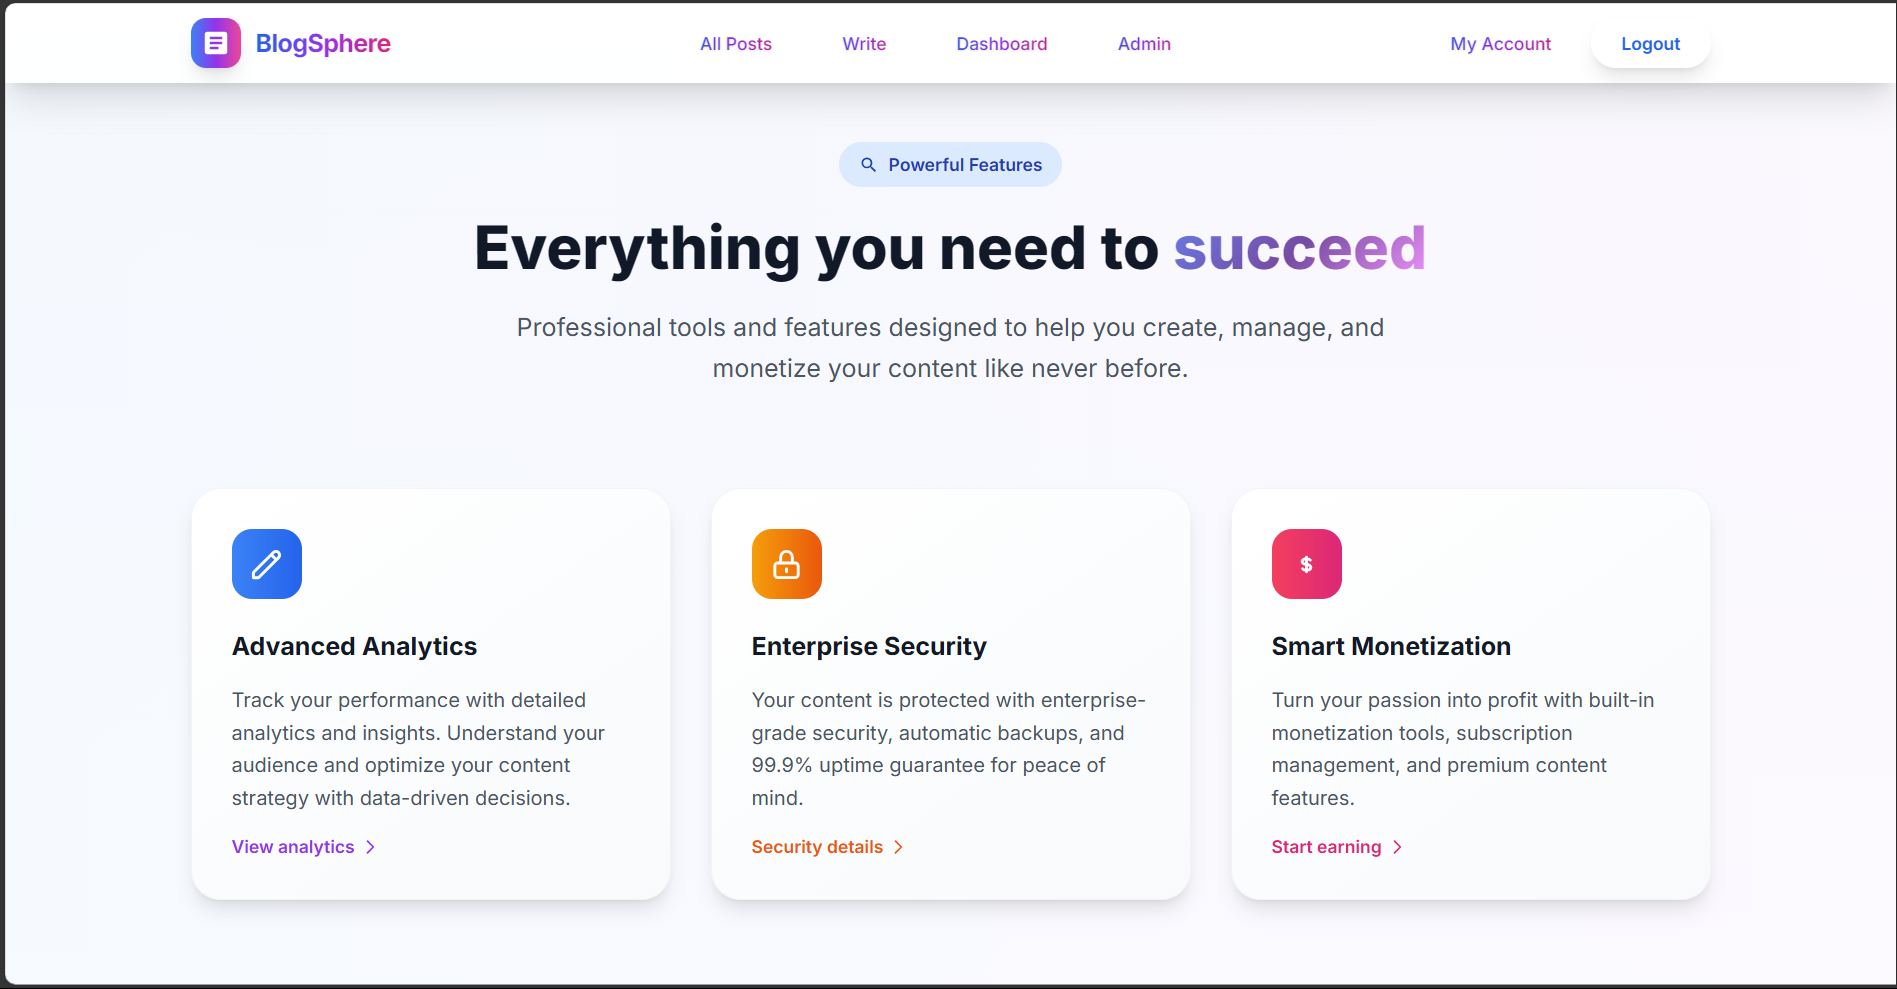 BlogSphere
All Posts
Write
Dashboard
Admin
My Account
Logout
Powerful Features
Everything you need to succeed
Professional tools and features designed to help you create, manage, and
monetize your content like never before.
Advanced Analytics
Track your performance with detailed
analytics and insights. Understand your
audience and optimize your content
strategy with data-driven decisions.
View analytics
Enterprise Security
Your content is protected with enterprise-
grade security, automatic backups, and
99.9% uptime guarantee for peace of
mind.
Security details
$
Smart Monetization
Turn your passion into profit with built-in
monetization tools, subscription
management, and premium content
features.
Start earning